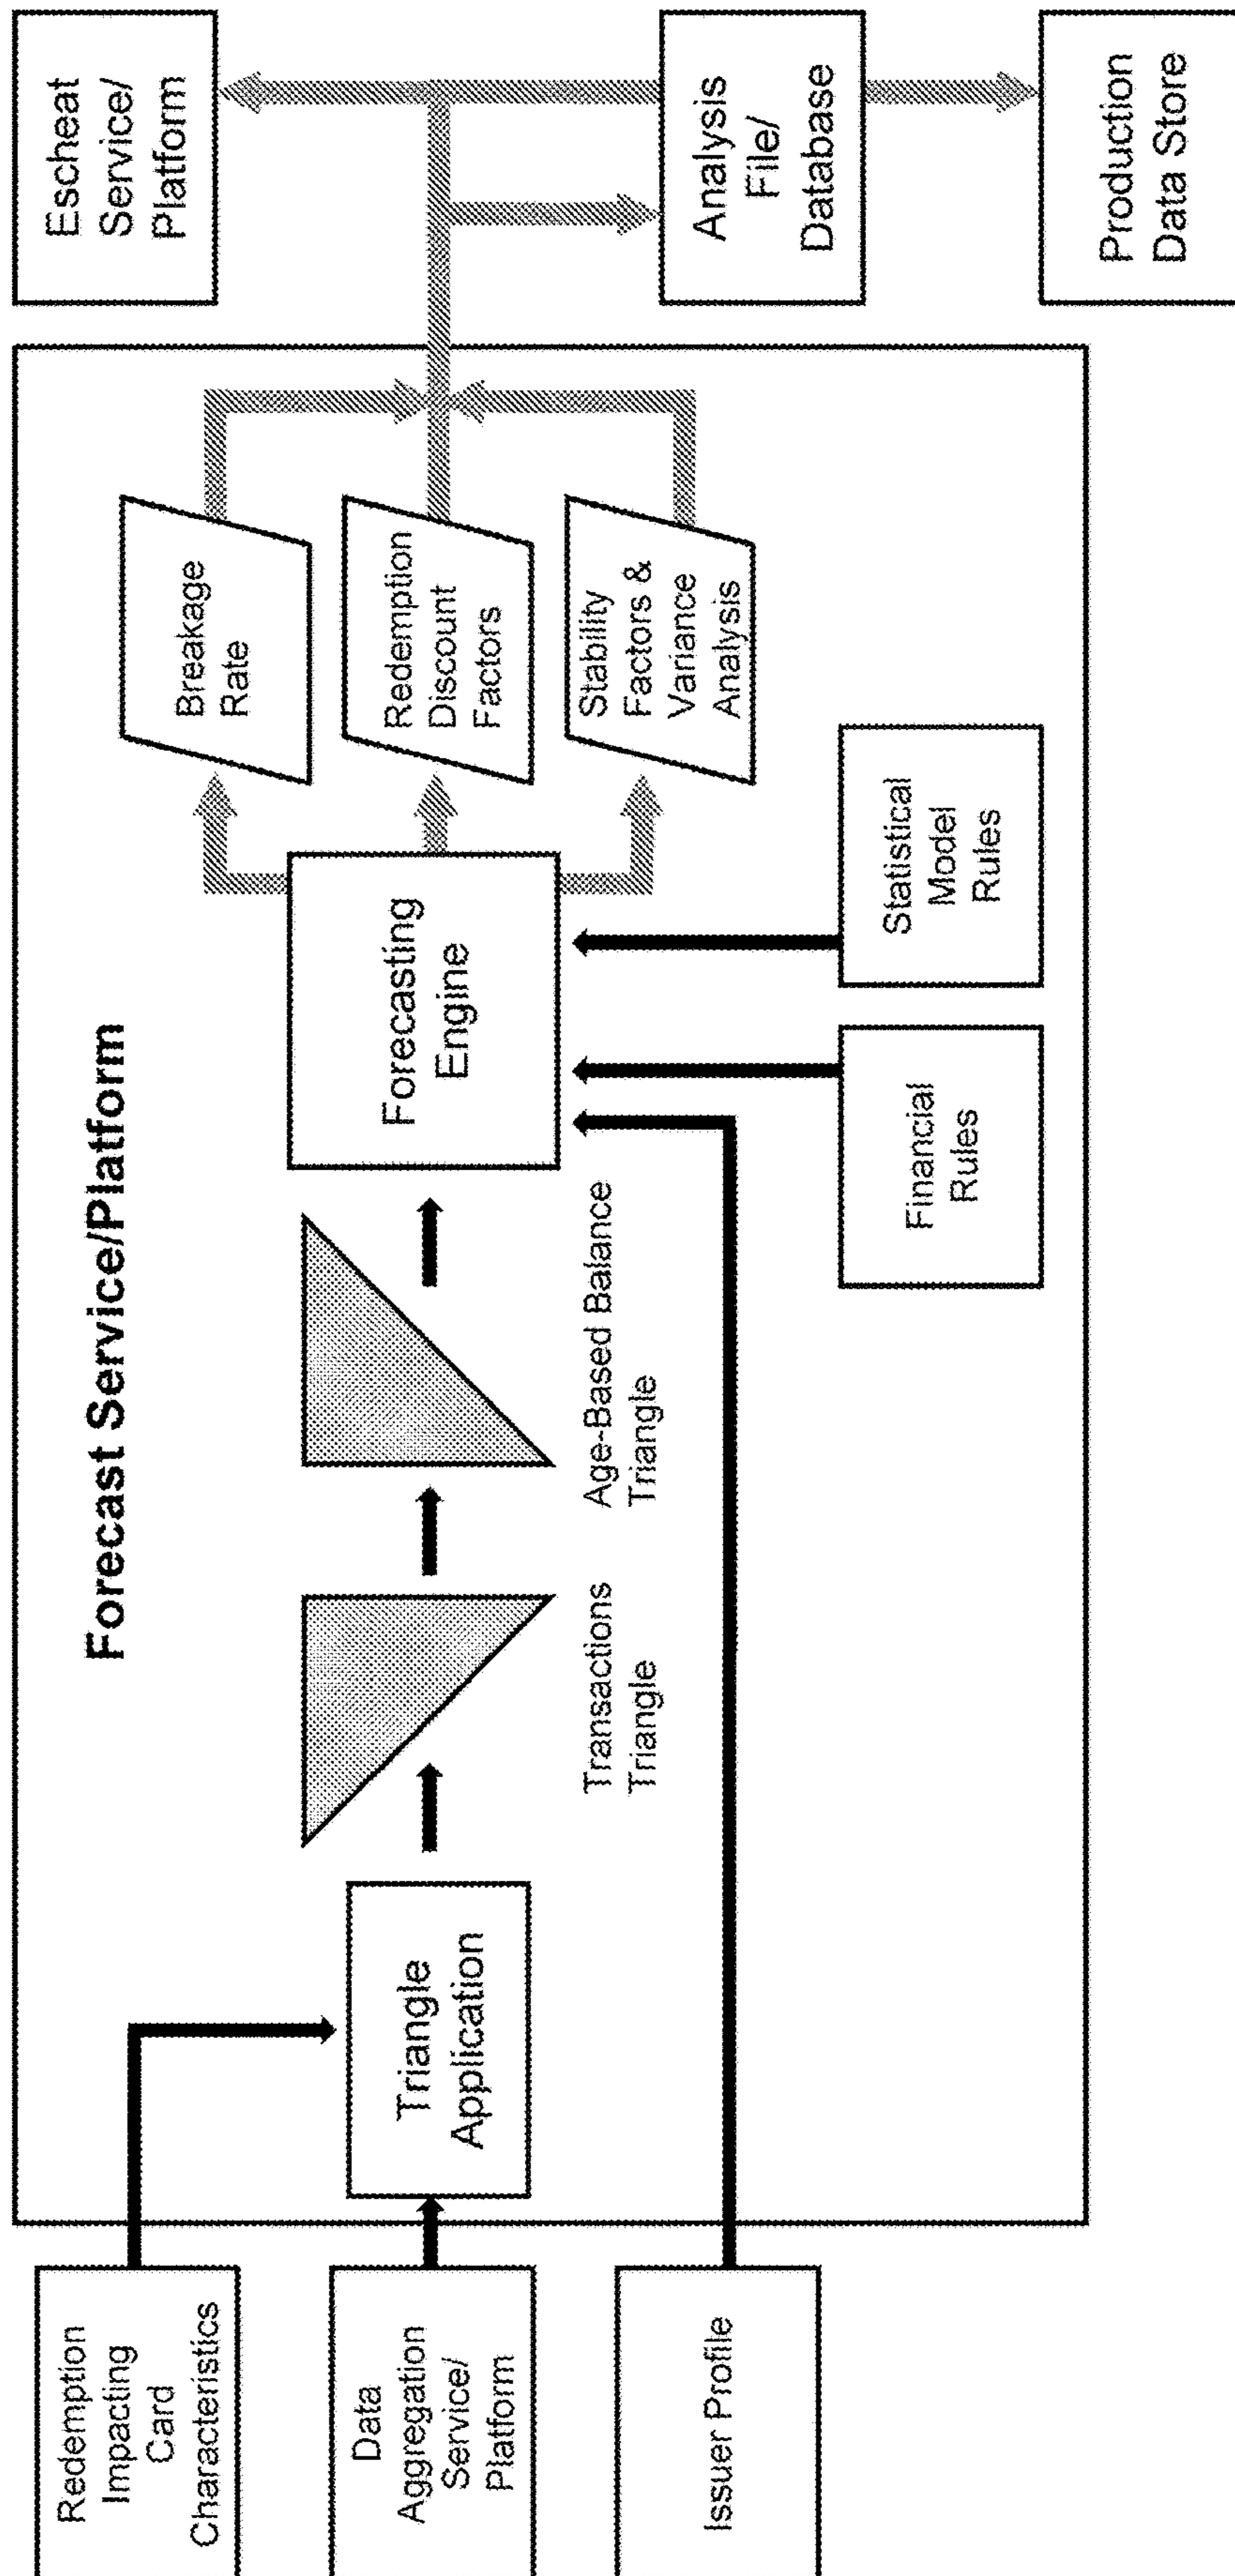 Forecast Service/Platform
Redemption
Impacting
Card
Characteristics
Data
Aggregation
Service/
Platform
Issuer Profile
Triangle
Application
Transactions
Triangle
Age-Based Balance
Triangle
Forecasting
Engine
Financial
Rules
Statistical
Model
Rules
Breakage
Rate
Redemption
Discount
Factors
Stability
Factors &
Variance
Analysis
Escheat
Service/
Platform
Analysis
File/
Database
Production
Data Store